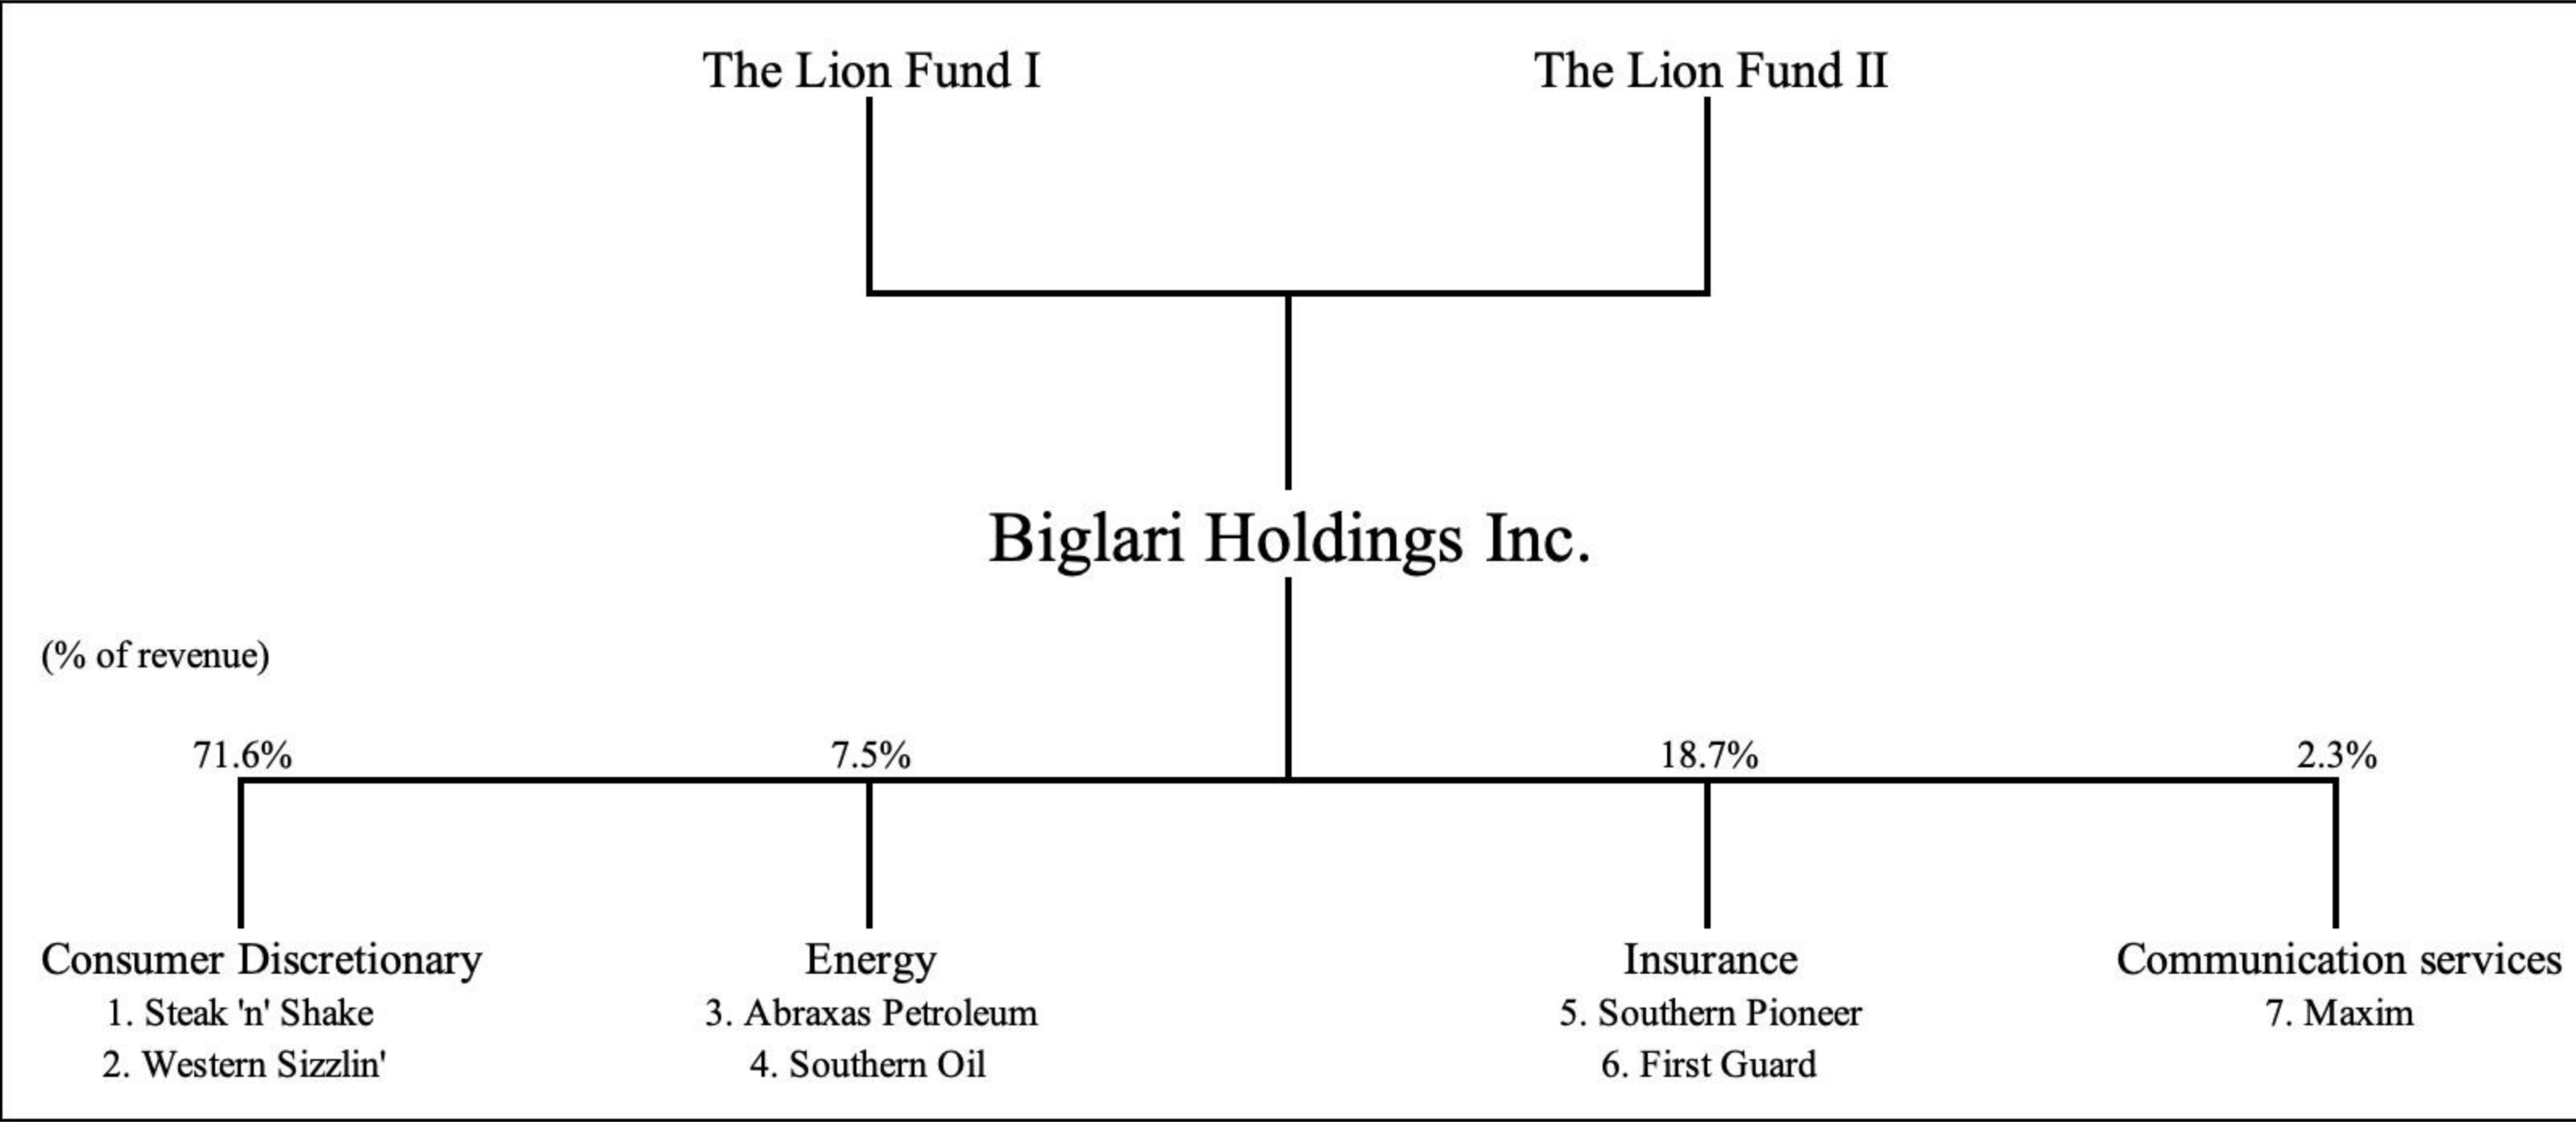 The Lion Fund I
The Lion Fund II
Biglari Holdings Inc.
(% of revenue)
71.6%
7.5%
18.7%
2.3%
Consumer Discretionary
1. Steak 'n' Shake
2. Western Sizzlin'
Energy
3. Abraxas Petroleum
4. Southern Oil
Insurance
5. Southern Pioneer
6. First Guard
Communication services
7. Maxim